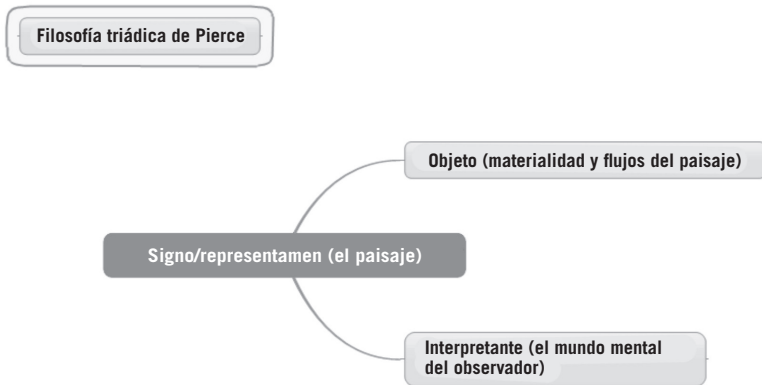 Filosofía triádica de Pierce
Objeto (materialidad y flujos del paisaje)
Signo/representamen (el paisaje)
Interpretante (el mundo mental
del observador)